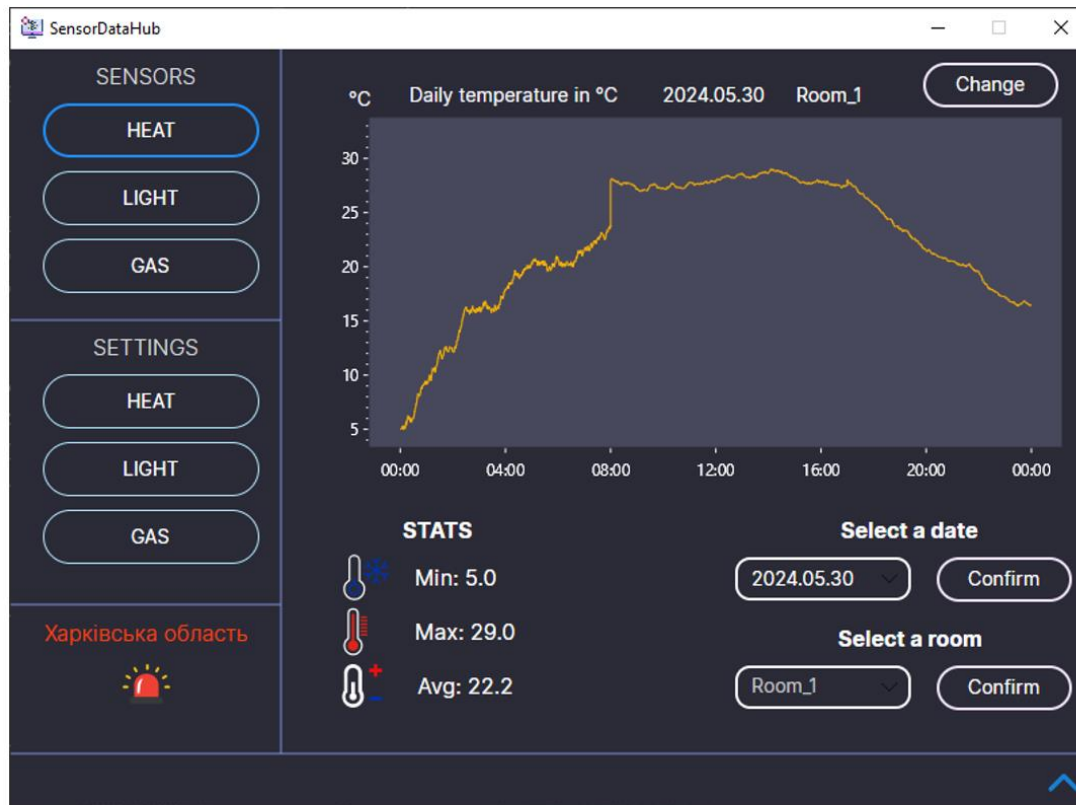 SensorDataHub
SENSORS
HEAT
LIGHT
GAS
SETTINGS
HEAT
LIGHT
GAS
Харківська область
°C Daily temperature in °C 2024.05.30 Room_1 Change
30
25
20
15
10
5
00:00 04:00 08:00 12:00 16:00 20:00 00:00
STATS
Min: 5.0
Max: 29.0
Avg: 22.2
Select a date
2024.05.30 Confirm
Select a room
Room_1 Confirm